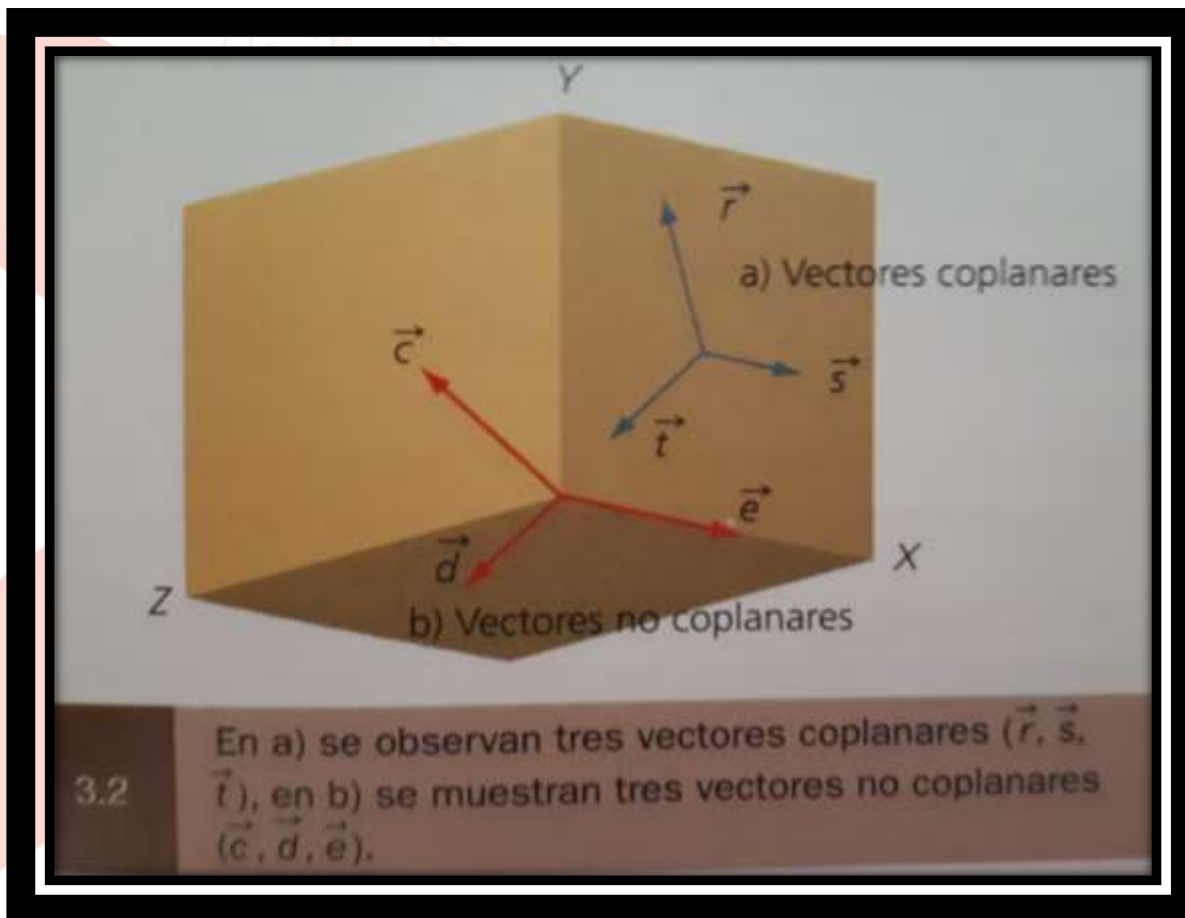 Y
r⃗
a) Vectores coplanares
c⃗
s⃗
t⃗
e⃗
d⃗
X
Z
b) Vectores no coplanares
3.2
En a) se observan tres vectores coplanares (r⃗, s⃗,
t⃗), en b) se muestran tres vectores no coplanares
(c⃗, d⃗, e⃗).